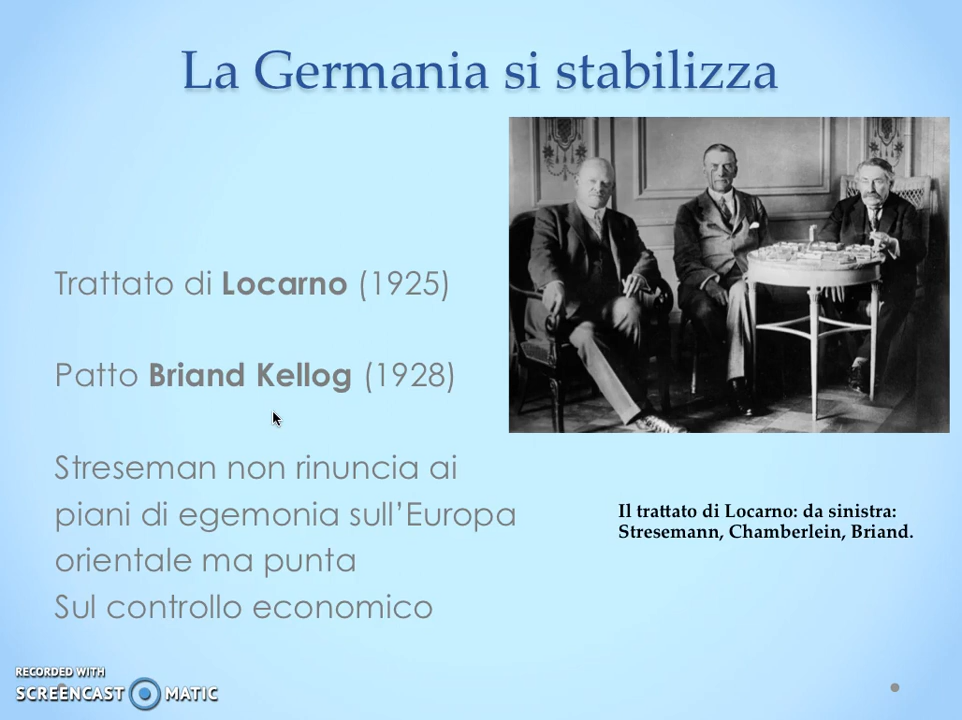 La Germania si stabilizza
Trattato di Locarno (1925)
Patto Briand Kellog (1928)
Streseman non rinuncia ai
piani di egemonia sull'Europa
orientale ma punta
Sul controllo economico
Il trattato di Locarno: da sinistra:
Stresemann, Chamberlein, Briand.
RECORDED WITH
SCREENCAST MATIC